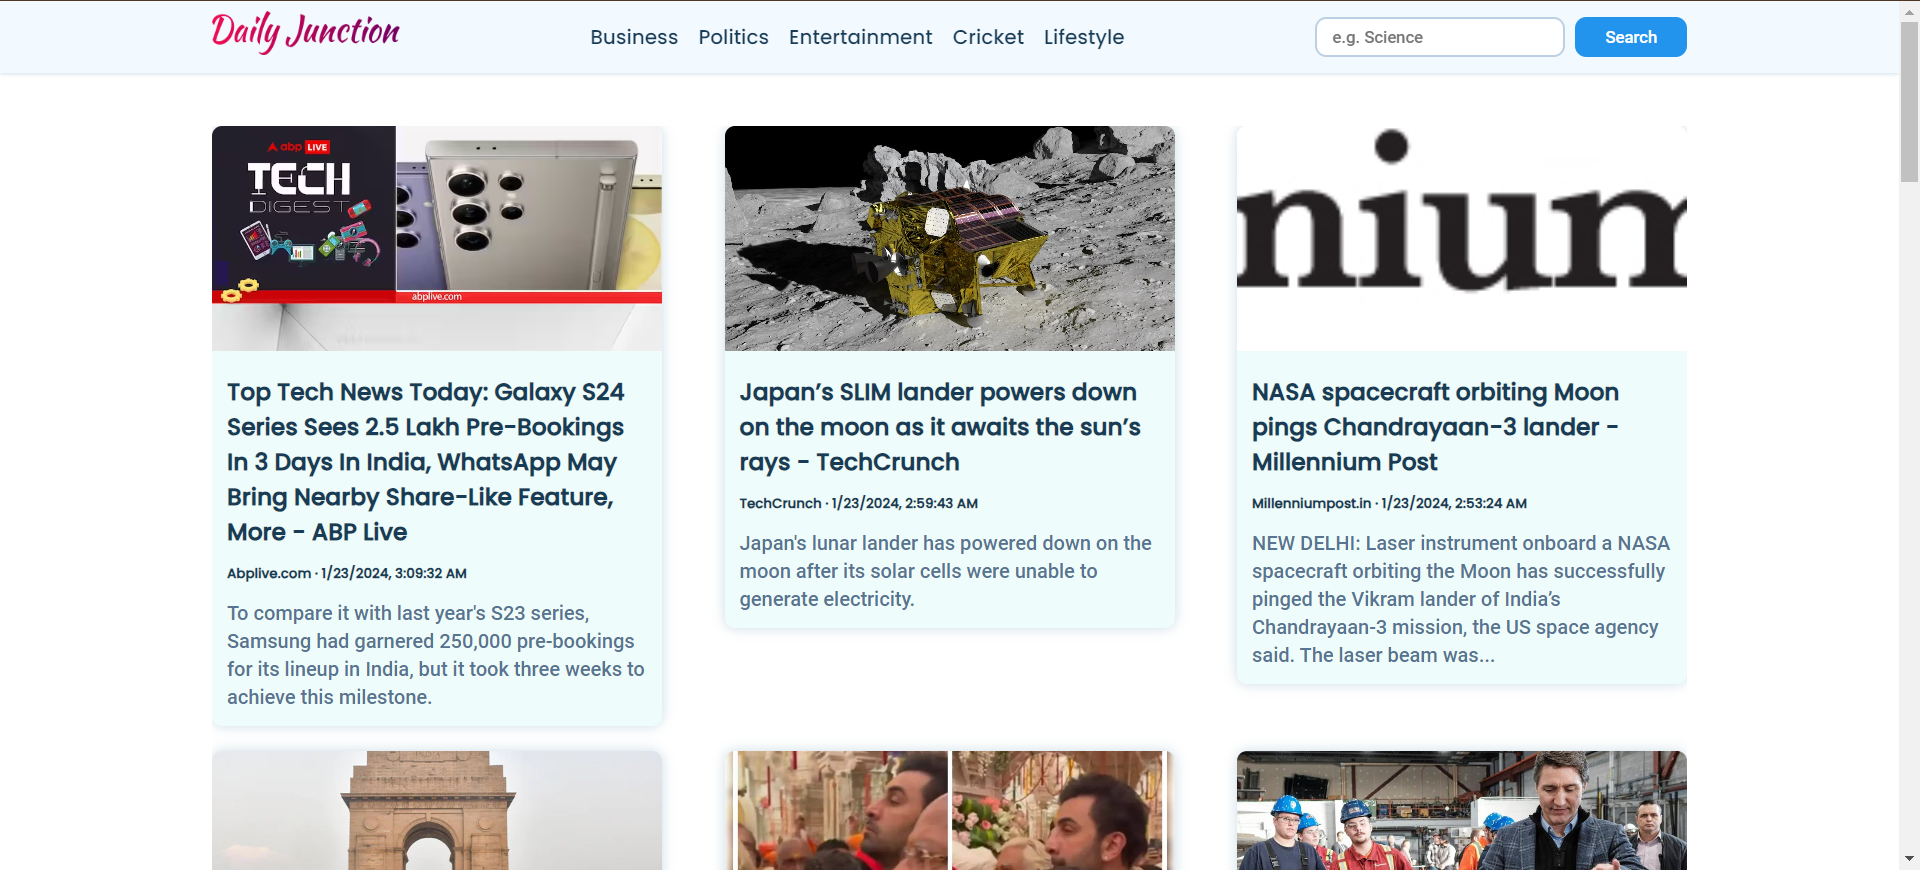 Daily Junction
Business Politics Entertainment Cricket Lifestyle
e.g. Science
Search
abp LIVE
TECH
DIGEST
abplive.com
nium
Top Tech News Today: Galaxy S24
Series Sees 2.5 Lakh Pre-Bookings
In 3 Days In India, WhatsApp May
Bring Nearby Share-Like Feature,
More - ABP Live
Abplive.com · 1/23/2024, 3:09:32 AM
To compare it with last year's S23 series,
Samsung had garnered 250,000 pre-bookings
for its lineup in India, but it took three weeks to
achieve this milestone.
Japan’s SLIM lander powers down
on the moon as it awaits the sun’s
rays - TechCrunch
TechCrunch · 1/23/2024, 2:59:43 AM
Japan's lunar lander has powered down on the
moon after its solar cells were unable to
generate electricity.
NASA spacecraft orbiting Moon
pings Chandrayaan-3 lander -
Millennium Post
Millenniumpost.in · 1/23/2024, 2:53:24 AM
NEW DELHI: Laser instrument onboard a NASA
spacecraft orbiting the Moon has successfully
pinged the Vikram lander of India’s
Chandrayaan-3 mission, the US space agency
said. The laser beam was...